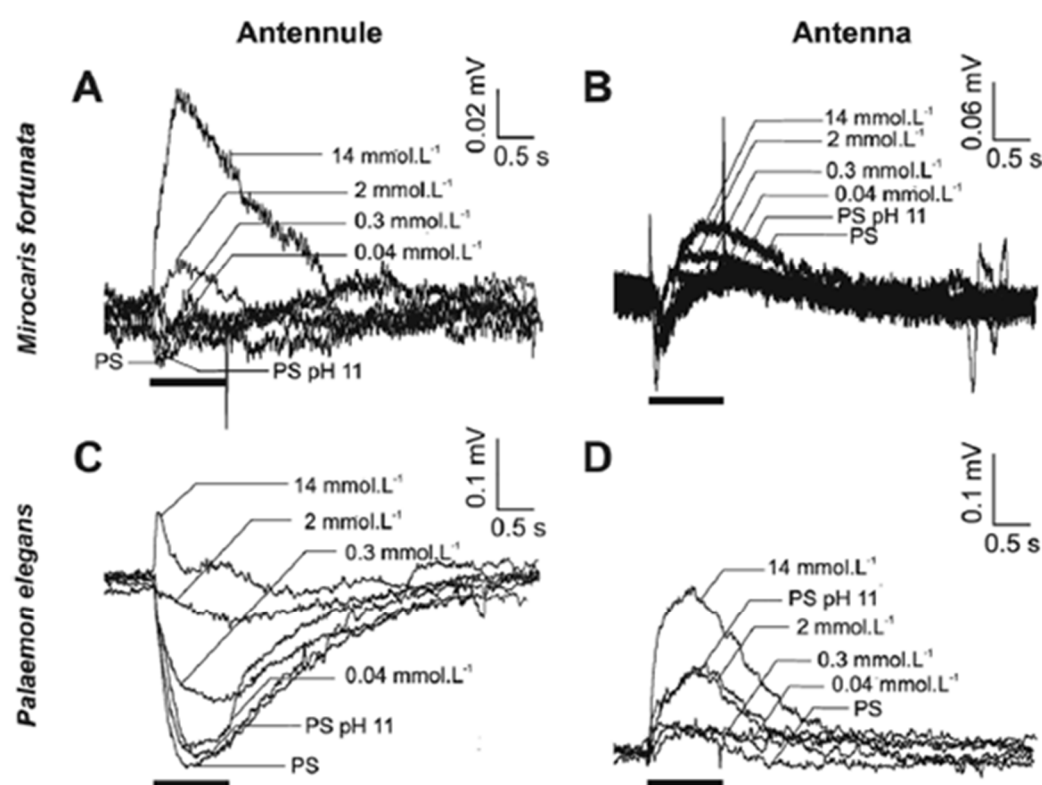 Antennule
Antenna
Mirocaris fortunata
Palaemon elegans
A
0.02 mV
0.5 s
14 mmol.L⁻¹
2 mmol.L⁻¹
0.3 mmol.L⁻¹
0.04 mmol.L⁻¹
PS
PS pH 11
B
0.06 mV
0.5 s
14 mmol.L⁻¹
2 mmol.L⁻¹
0.3 mmol.L⁻¹
0.04 mmol.L⁻¹
PS pH 11
PS
C
0.1 mV
0.5 s
14 mmol.L⁻¹
2 mmol.L⁻¹
0.3 mmol.L⁻¹
0.04 mmol.L⁻¹
PS pH 11
PS
D
0.1 mV
0.5 s
14 mmol.L⁻¹
PS pH 11
2 mmol.L⁻¹
0.3 mmol.L⁻¹
0.04 mmol.L⁻¹
PS